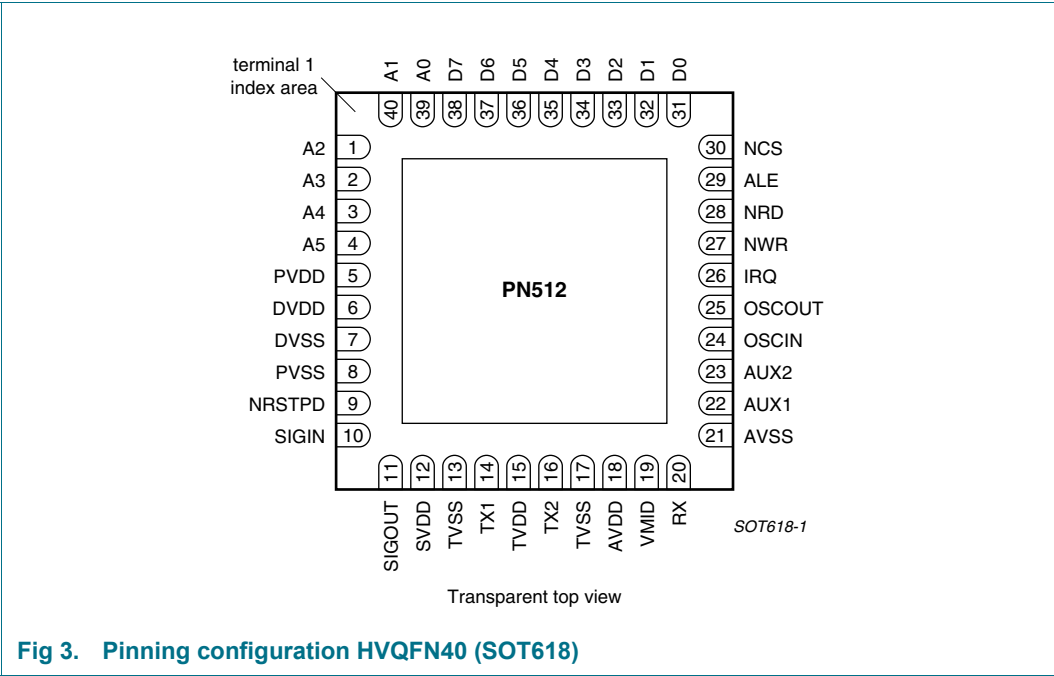 terminal 1
index area
A1 A0 D7 D6 D5 D4 D3 D2 D1 D0
40 39 38 37 36 35 34 33 32 31
A2 1 30 NCS
A3 2 29 ALE
A4 3 28 NRD
A5 4 27 NWR
PVDD 5 26 IRQ
PN512
DVDD 6 25 OSCOUT
DVSS 7 24 OSCIN
PVSS 8 23 AUX2
NRSTPD 9 22 AUX1
SIGIN 10 21 AVSS
11 12 13 14 15 16 17 18 19 20
SIGOUT SVDD TVSS TX1 TVDD TX2 TVSS AVDD VMID RX
SOT618-1
Transparent top view
Fig 3. Pinning configuration HVQFN40 (SOT618)